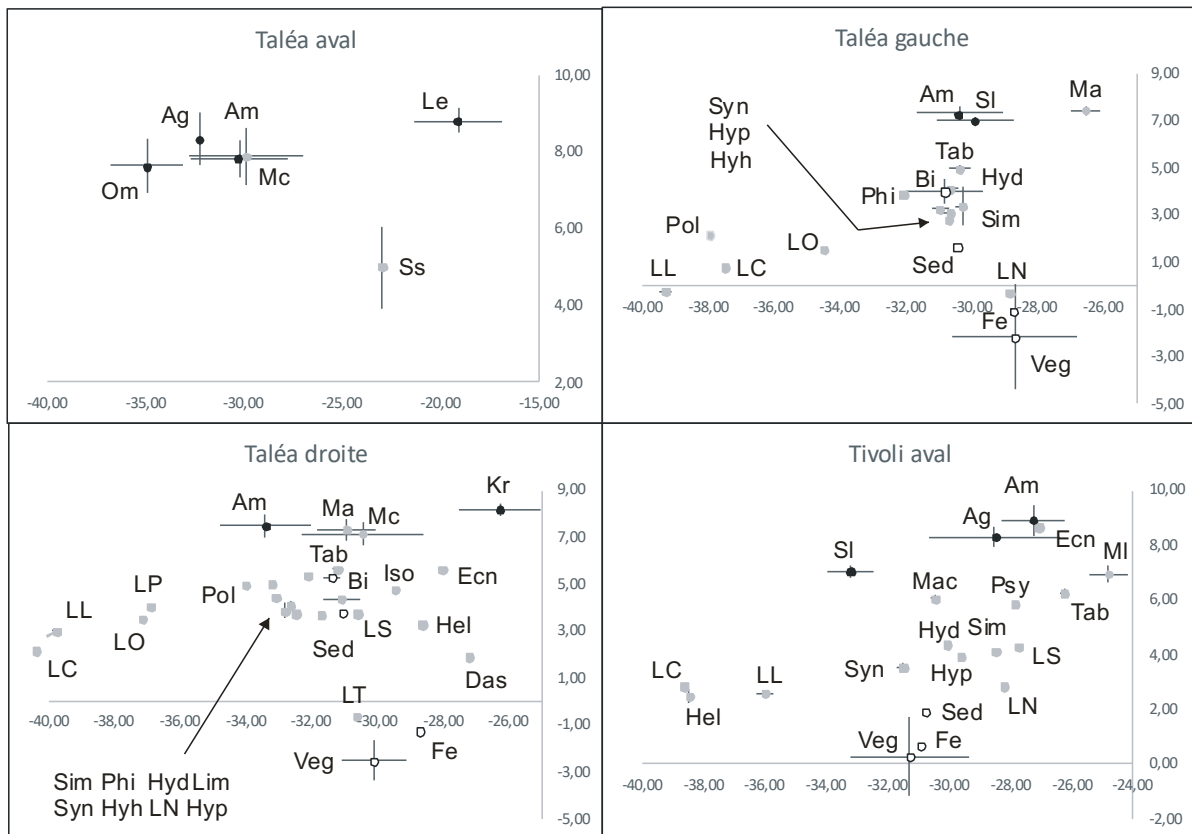 Taléa aval
10,00
8,00
6,00
4,00
2,00
Ag
Am
Le
Om
Mc
Ss
-40,00 -35,00 -30,00 -25,00 -20,00 -15,00
Taléa gauche
9,00
7,00
5,00
3,00
1,00
-1,00
-3,00
-5,00
Am
Sl
Ma
Syn
Hyp
Hyh
Tab
Phi
Bi
Hyd
Sim
Pol
LO
Sed
LL
LC
LN
-40,00 -38,00 -36,00 -34,00 -32,00 -30,00 -28,00 -26,00
Fe
Veg
Taléa droite
9,00
7,00
5,00
3,00
1,00
-1,00
-3,00
-5,00
Am
Ma
Mc
Kr
Tab
Bi
Iso
Ecn
LP
Pol
LL
LO
LC
Sed
LS
Hel
Das
LT
-40,00 -38,00 -36,00 -34,00 -32,00 -30,00 -28,00 -26,00
Veg
Fe
Sim Phi Hyd Lim
Syn Hyh LN Hyp
Tivoli aval
10,00
8,00
6,00
4,00
2,00
0,00
-2,00
Am
Ag
Ecn
Sl
Ml
Mac
Psy
Tab
Hyd
Sim
Syn
Hyp
LS
LC
LL
Hel
LN
Sed
Veg
Fe
-40,00 -38,00 -36,00 -34,00 -32,00 -30,00 -28,00 -26,00 -24,00